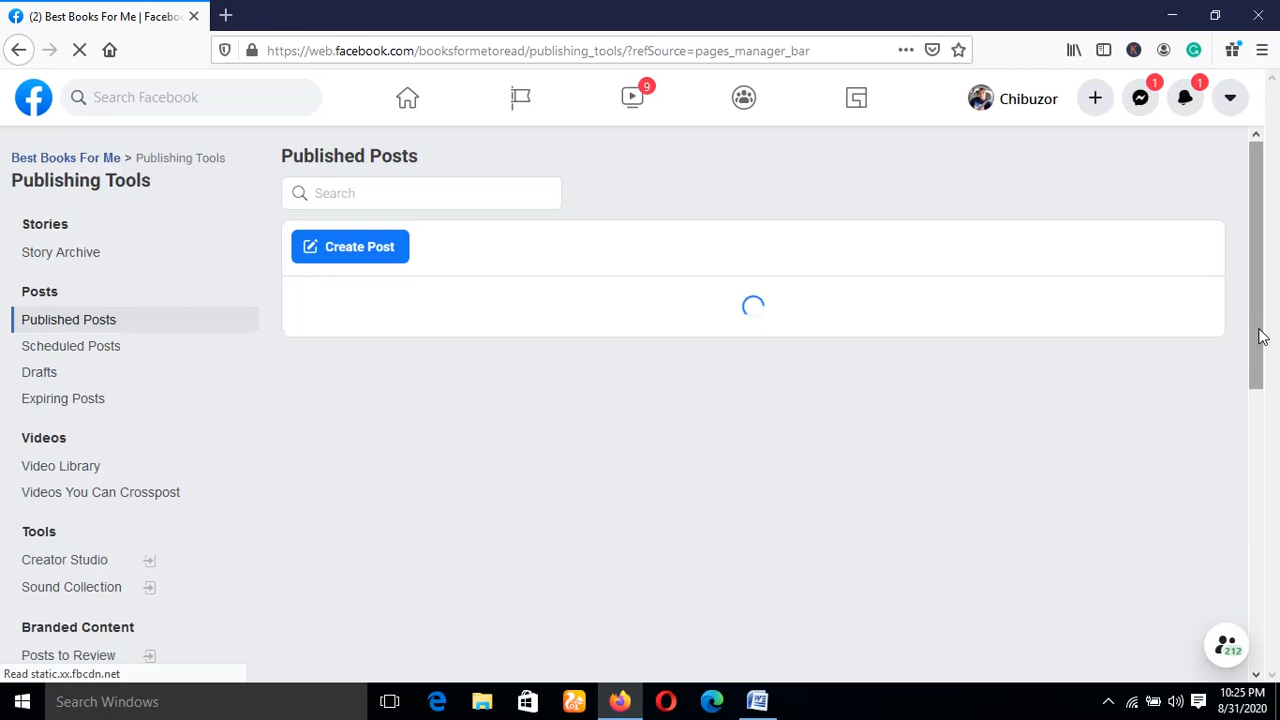 (2) Best Books For Me | Facebo
https://web.facebook.com/booksformetoread/publishing_tools/?refSource=pages_manager_bar
Search Facebook
9
Chibuzor
1
1
Best Books For Me > Publishing Tools
Publishing Tools
Stories
Story Archive
Posts
Published Posts
Scheduled Posts
Drafts
Expiring Posts
Videos
Video Library
Videos You Can Crosspost
Tools
Creator Studio
Sound Collection
Branded Content
Posts to Review
Published Posts
Search
Create Post
212
Read static.xx.fbcdn.net
Search Windows
10:25 PM
8/31/2020